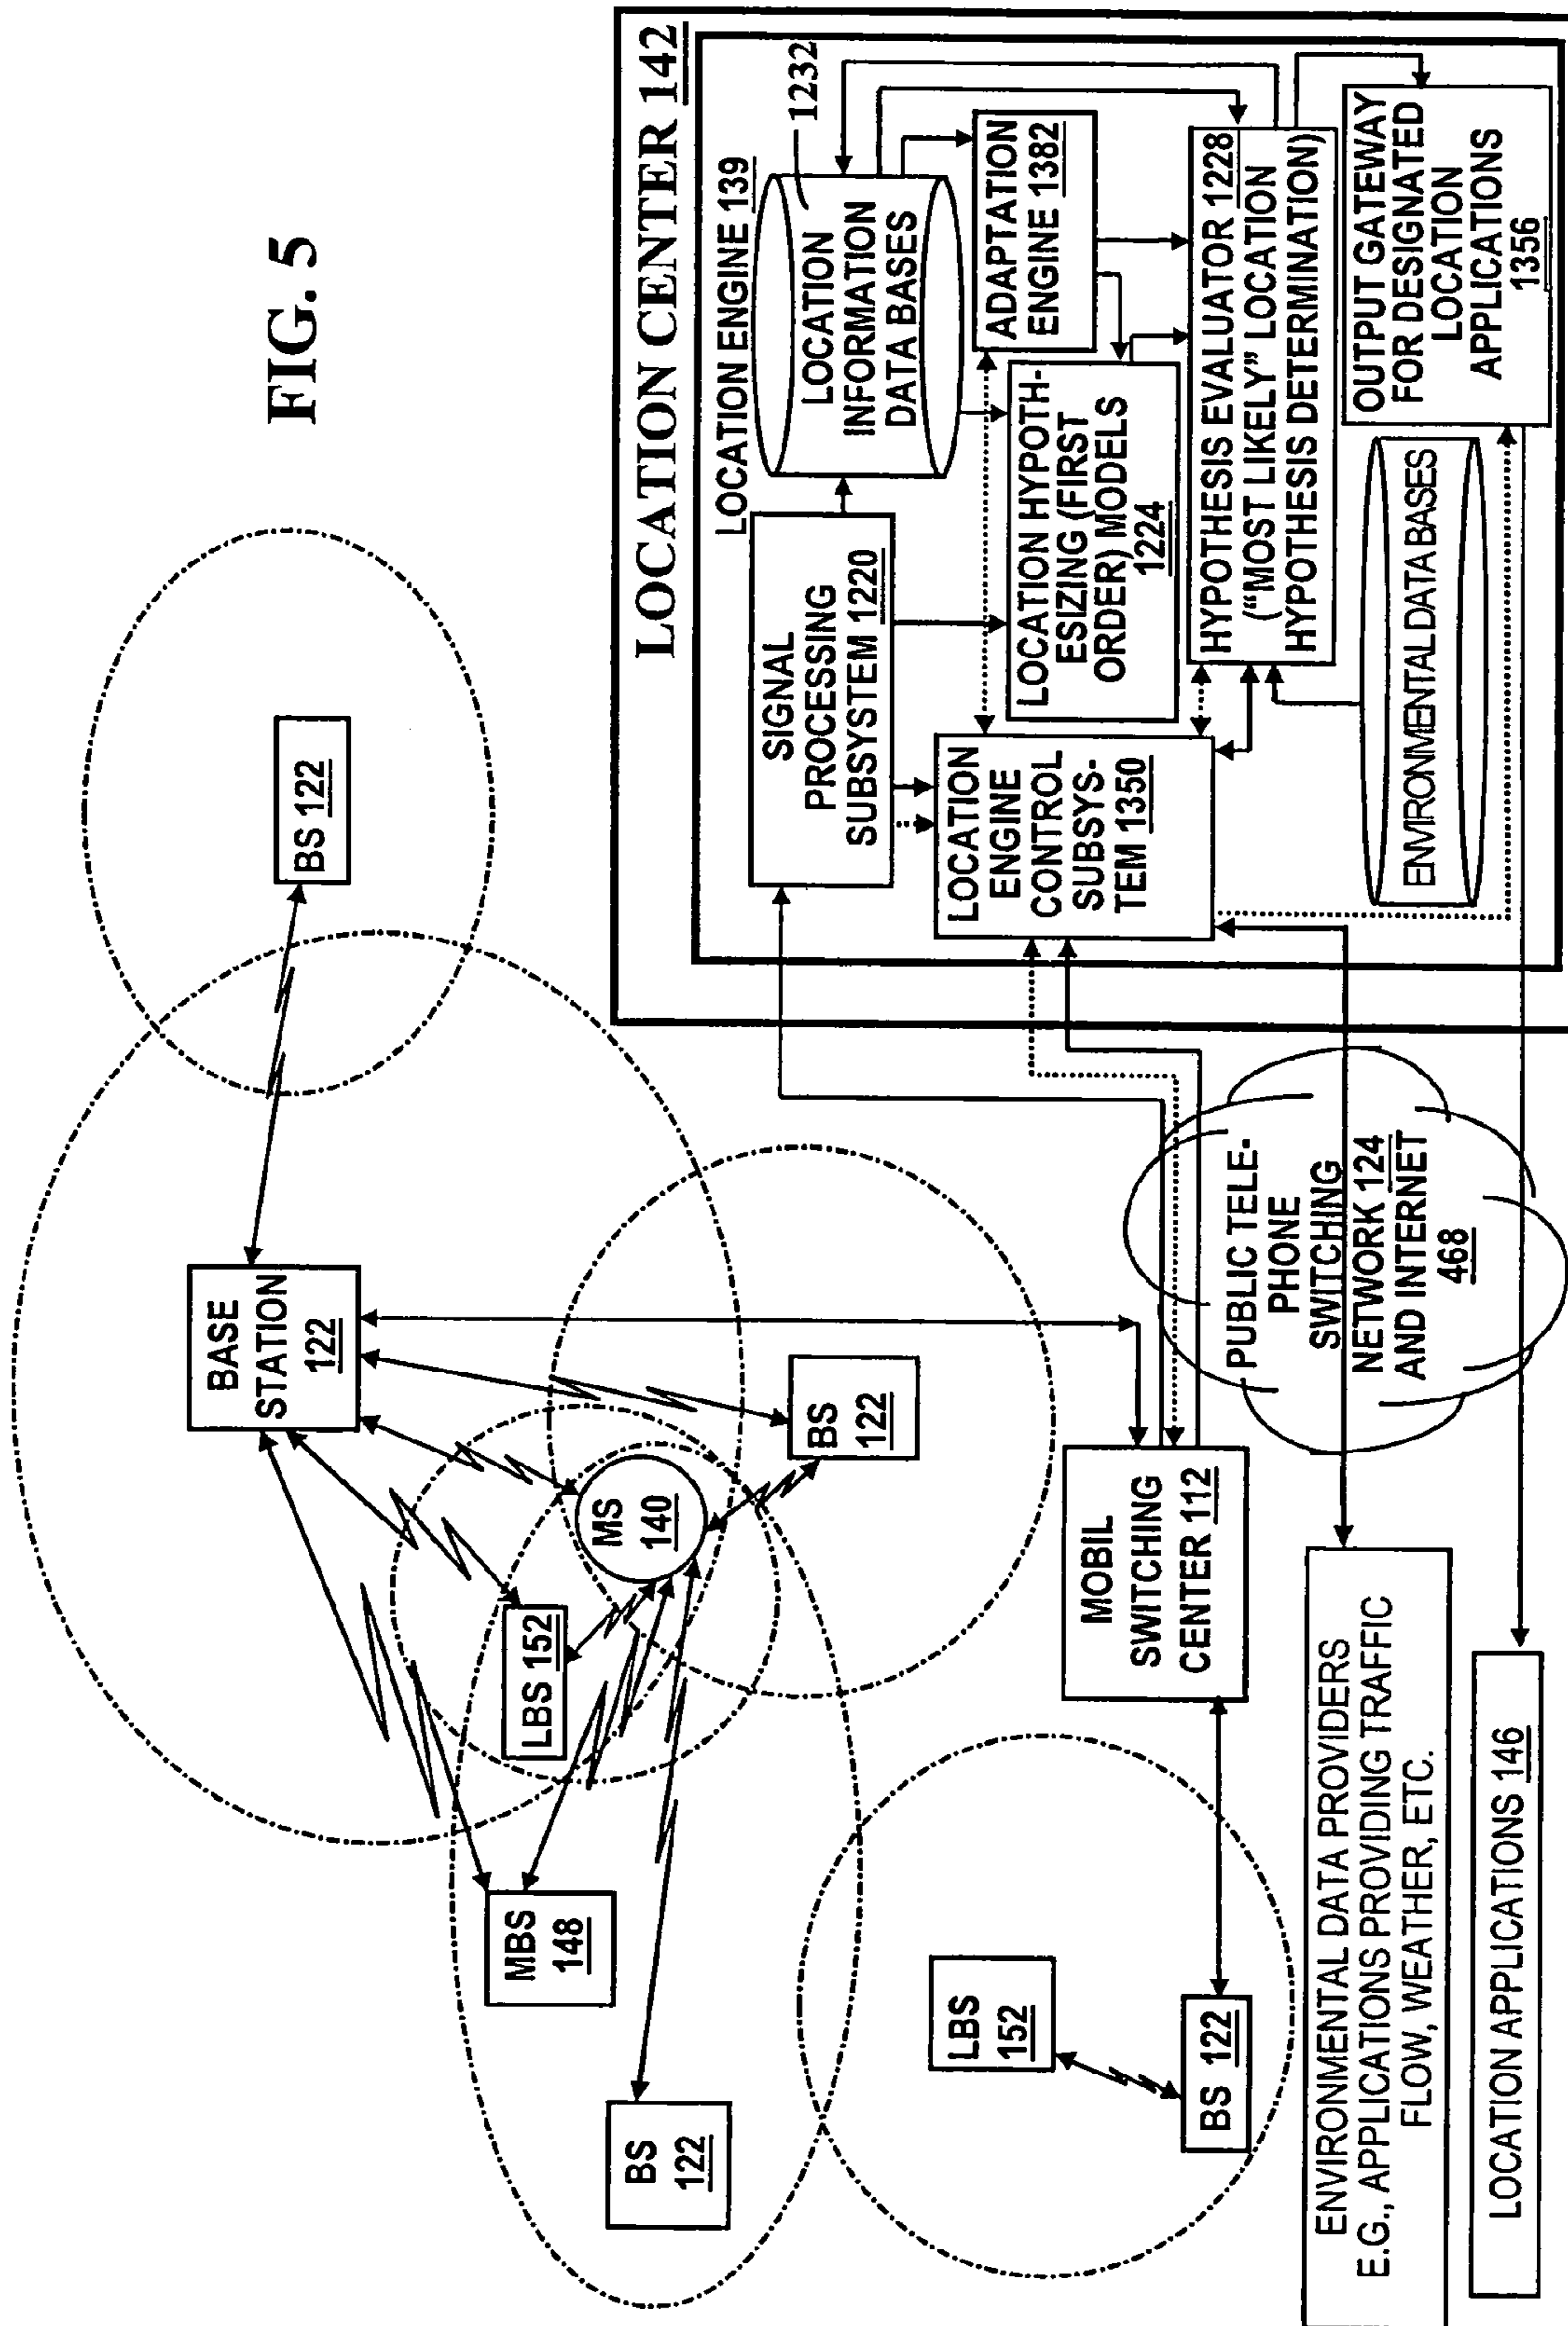 FIG. 5
BS 122
BASE
STATION
122
MS
140
BS
122
LBS 152
MBS
148
BS
122
LBS
152
BS 122
MOBIL
SWITCHING
CENTER 112
PUBLIC TELE-
PHONE
SWITCHING
NETWORK 124
AND INTERNET
468
ENVIRONMENTAL DATA PROVIDERS
E.G., APPLICATIONS PROVIDING TRAFFIC
FLOW, WEATHER, ETC.
LOCATION APPLICATIONS 146
LOCATION CENTER 142
LOCATION ENGINE 139
1232
SIGNAL
PROCESSING
SUBSYSTEM 1220
LOCATION
INFORMATION
DATA BASES
ADAPTATION
ENGINE 1382
LOCATION HYPOTH-
ESIZING (FIRST
ORDER) MODELS
1224
LOCATION
ENGINE
CONTROL
SUBSYS-
TEM 1350
HYPOTHESIS EVALUATOR 1228
("MOST LIKELY" LOCATION
HYPOTHESIS DETERMINATION)
ENVIRONMENTAL DATA BASES
OUTPUT GATEWAY
FOR DESIGNATED
LOCATION
APPLICATIONS
1356